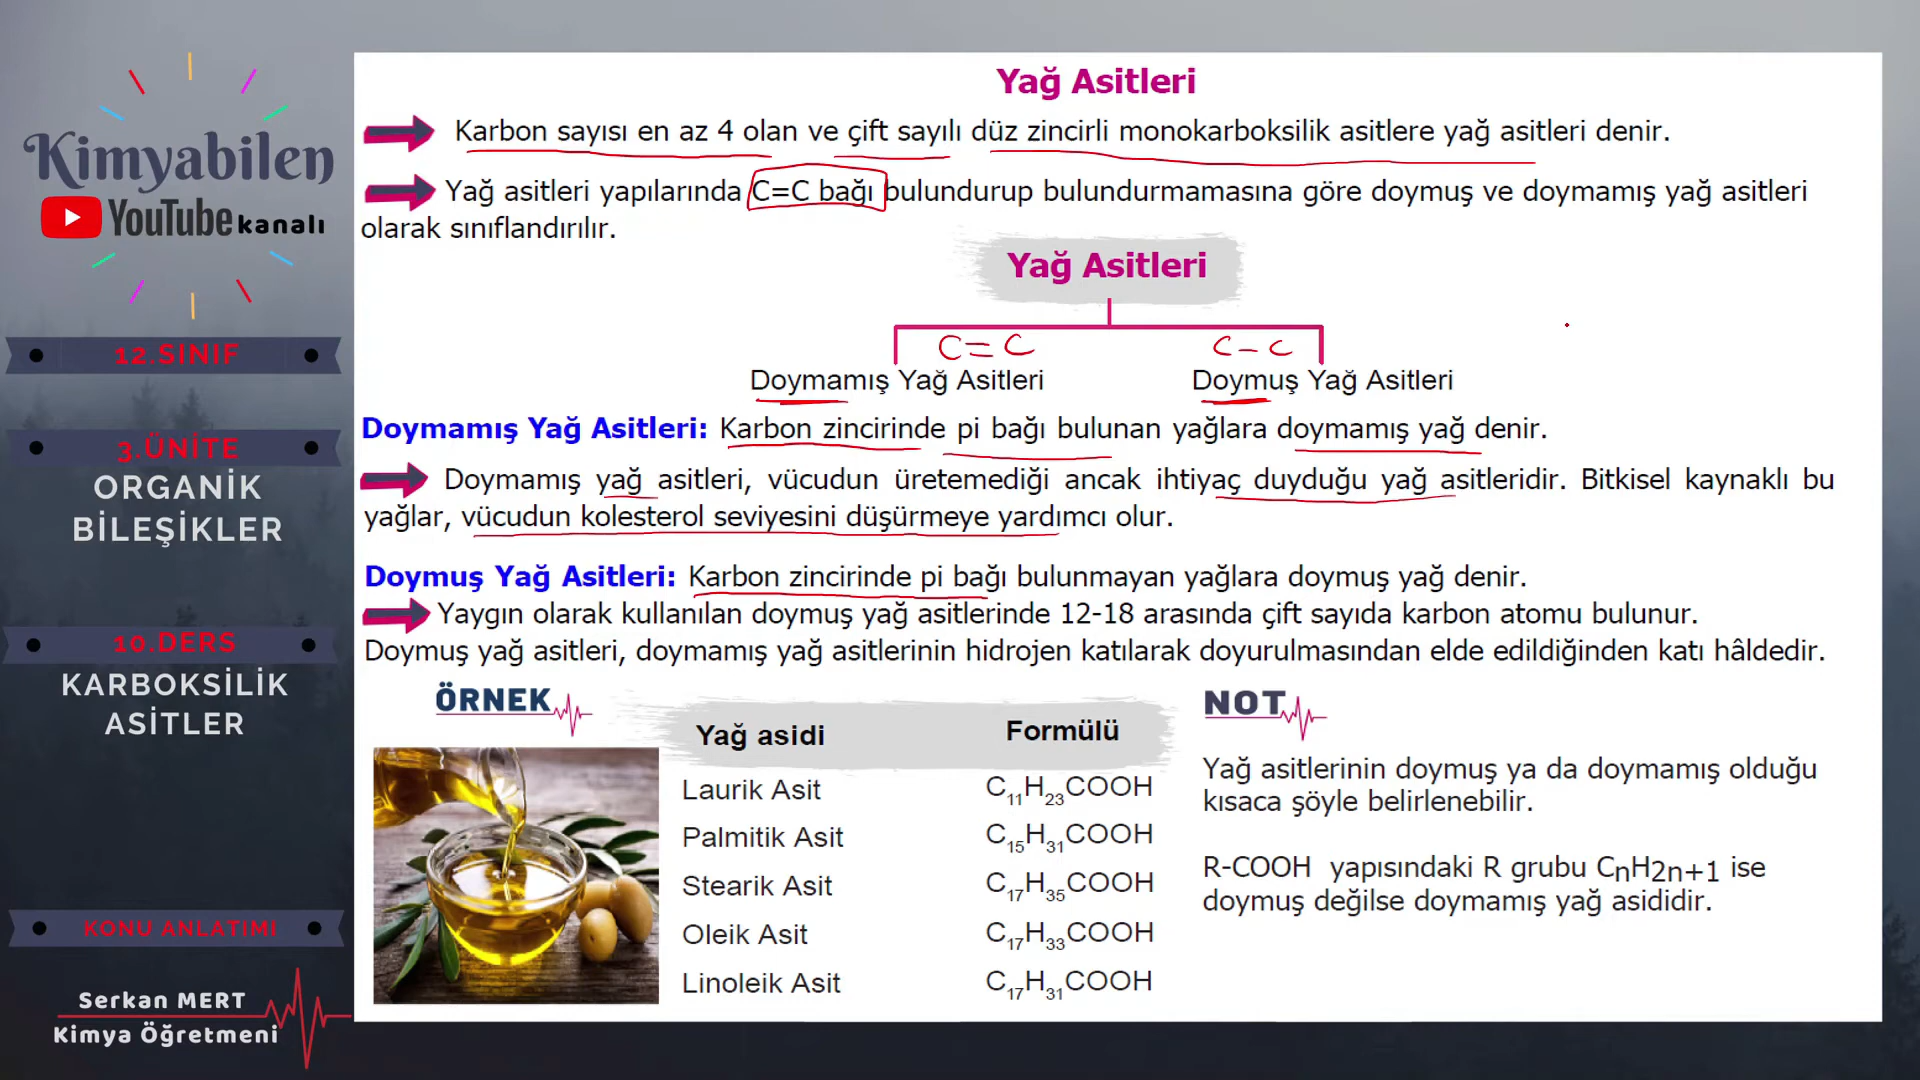 Kimyabilen
YouTube kanalı
12.SINIF
3.ÜNİTE
ORGANİK
BİLEŞİKLER
10.DERS
KARBOKSİLİK
ASİTLER
KONU ANLATIMI
Serkan MERT
Kimya Öğretmeni
Yağ Asitleri
Karbon sayısı en az 4 olan ve çift sayılı düz zincirli monokarboksilik asitlere yağ asitleri denir.
Yağ asitleri yapılarında C=C bağı bulundurup bulundurmamasına göre doymuş ve doymamış yağ asitleri
olarak sınıflandırılır.
Yağ Asitleri
C=C C-C
Doymamış Yağ Asitleri Doymuş Yağ Asitleri
Doymamış Yağ Asitleri: Karbon zincirinde pi bağı bulunan yağlara doymamış yağ denir.
Doymamış yağ asitleri, vücudun üretemediği ancak ihtiyaç duyduğu yağ asitleridir. Bitkisel kaynaklı bu
yağlar, vücudun kolesterol seviyesini düşürmeye yardımcı olur.
Doymuş Yağ Asitleri: Karbon zincirinde pi bağı bulunmayan yağlara doymuş yağ denir.
Yaygın olarak kullanılan doymuş yağ asitlerinde 12-18 arasında çift sayıda karbon atomu bulunur.
Doymuş yağ asitleri, doymamış yağ asitlerinin hidrojen katılarak doyurulmasından elde edildiğinden katı hâldedir.
ÖRNEK
Yağ asidi Formülü
Laurik Asit C₁₁H₂₃COOH
Palmitik Asit C₁₅H₃₁COOH
Stearik Asit C₁₇H₃₅COOH
Oleik Asit C₁₇H₃₃COOH
Linoleik Asit C₁₇H₃₁COOH
NOT
Yağ asitlerinin doymuş ya da doymamış olduğu
kısaca şöyle belirlenebilir.
R-COOH yapısındaki R grubu CnH2n+1 ise
doymuş değilse doymamış yağ asididir.